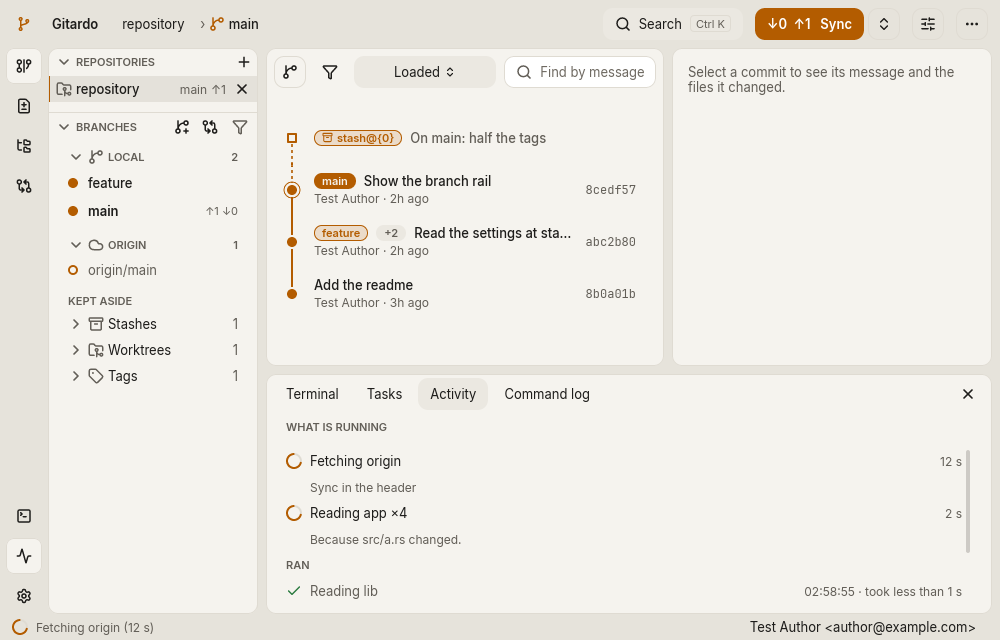 Gitardo repository › main Search Ctrl K ↓0 ↑1 Sync
REPOSITORIES
repository main ↑1
BRANCHES
LOCAL 2
feature
main ↑1 ↓0
ORIGIN 1
origin/main
KEPT ASIDE
Stashes 1
Worktrees 1
Tags 1
Loaded Find by message
stash@{0} On main: half the tags
main Show the branch rail
Test Author · 2h ago 8cedf57
feature +2 Read the settings at sta...
Test Author · 2h ago abc2b80
Add the readme
Test Author · 3h ago 8b0a01b
Select a commit to see its message and the
files it changed.
Terminal Tasks Activity Command log
WHAT IS RUNNING
Fetching origin 12 s
Sync in the header
Reading app ×4 2 s
Because src/a.rs changed.
RAN
Reading lib 02:58:55 · took less than 1 s
Fetching origin (12 s) Test Author <author@example.com>